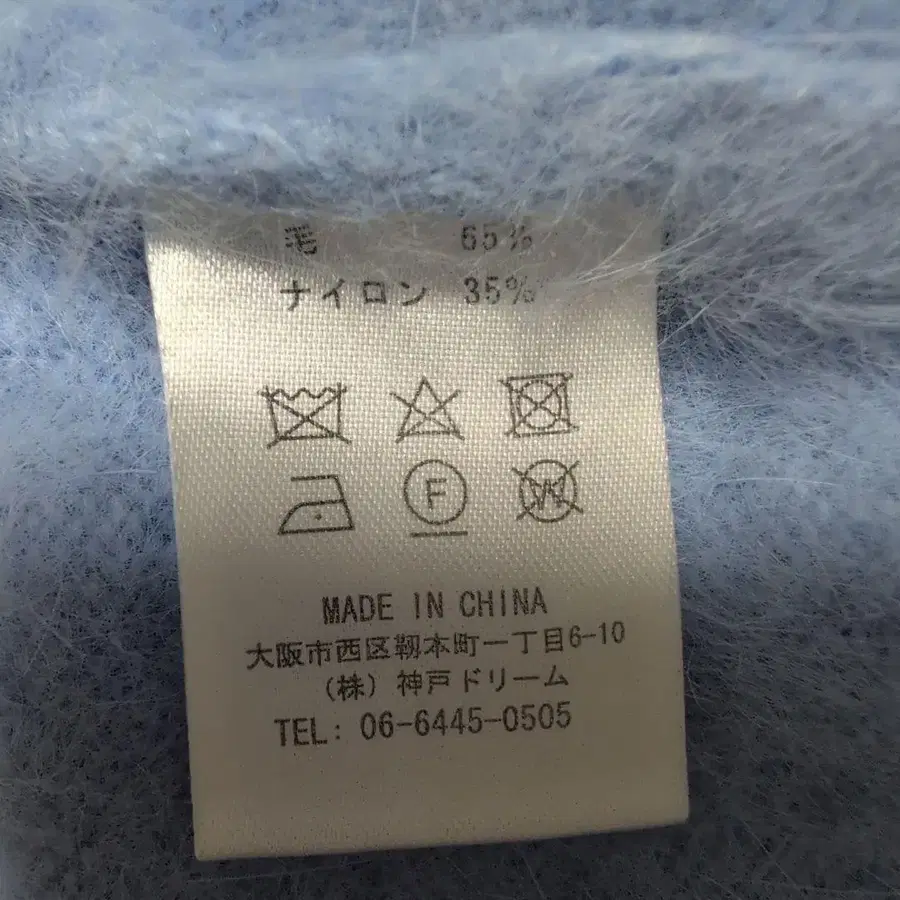 毛 65%
ナイロン 35%
F
W
MADE IN CHINA
大阪市西区靱本町一丁目6-10
（株）神戸ドリーム
TEL: 06-6445-0505